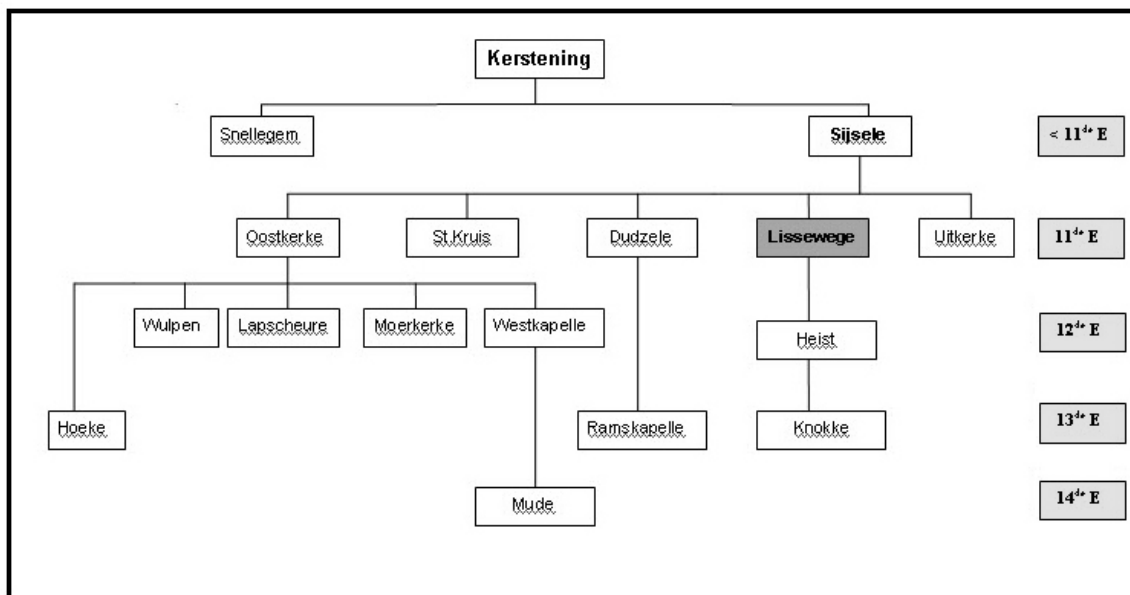 Kerstening
Snellegem Sijsele < 11de E
Oostkerke St.Kruis Dudzele Lissewege Uitkerke 11de E
Wulpen Lapscheure Moerkerke Westkapelle Heist 12de E
Hoeke Ramskapelle Knokke 13de E
Mude 14de E